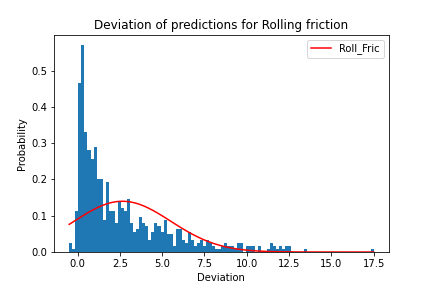 Deviation of predictions for Rolling friction
Roll_Fric
Probability
0.5
0.4
0.3
0.2
0.1
0.0
0.0 2.5 5.0 7.5 10.0 12.5 15.0 17.5
Deviation